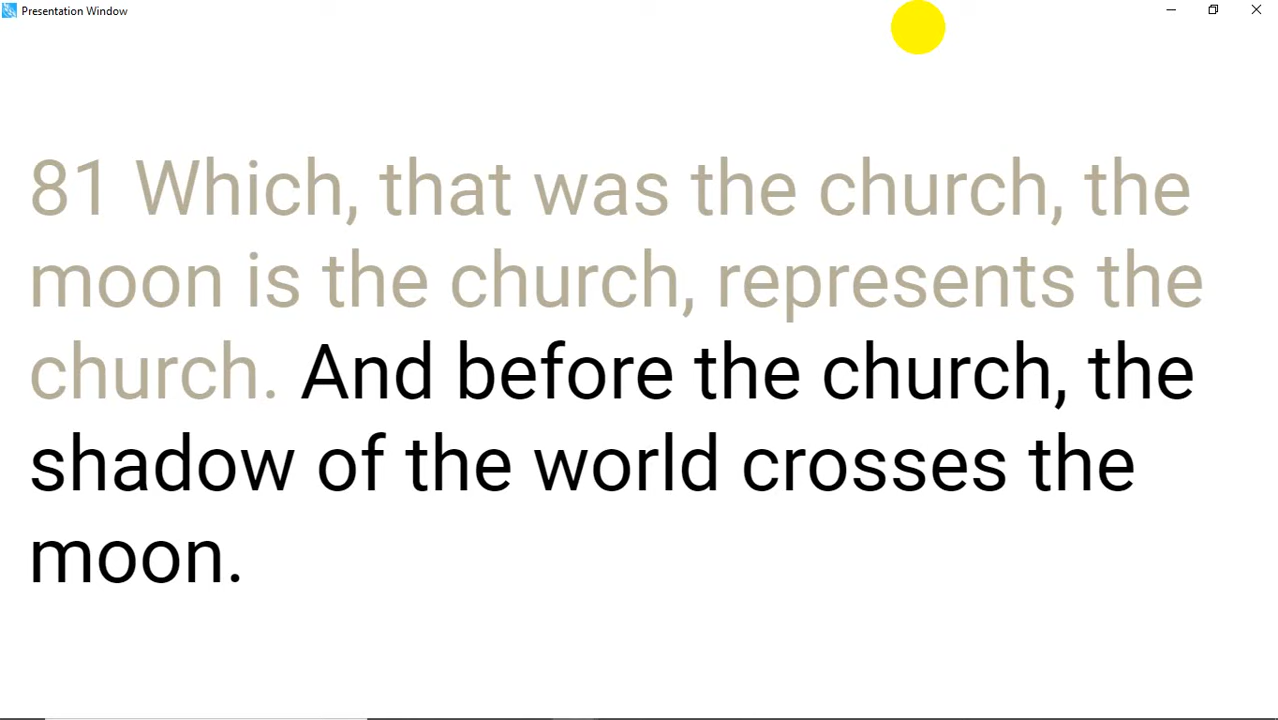 Presentation Window
81 Which, that was the church, the
moon is the church, represents the
church. And before the church, the
shadow of the world crosses the
moon.